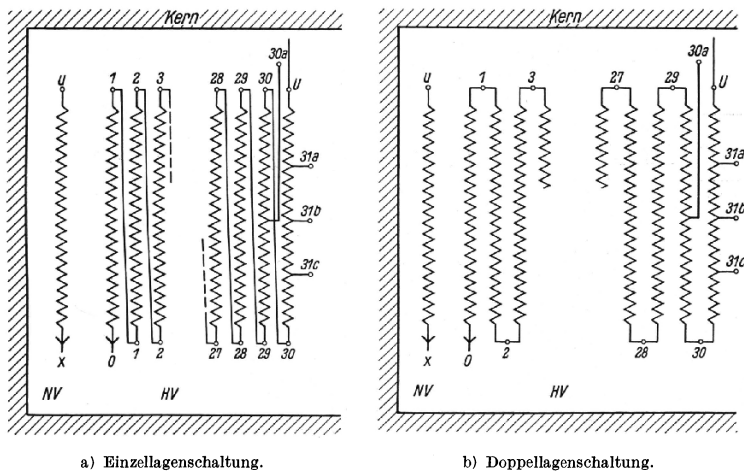 Kern
30a
u 1 2 3 28 29 30 U
31a
31b
31c
x 0 1 2 27 28 29 30
NV HV
a) Einzellagenschaltung.
Kern
30a
u 1 3 27 29 U
31a
31b
31c
x 0 2 28 30
NV HV
b) Doppellagenschaltung.